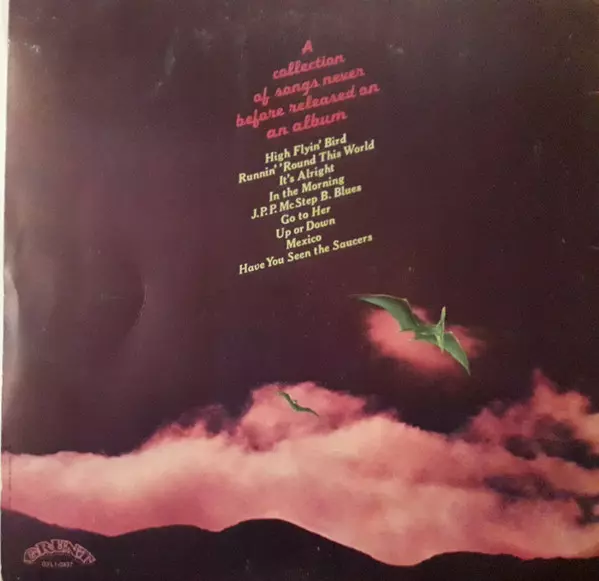 A
collection
of songs never
before released on
an album
High Flyin' Bird
Runnin' 'Round This World
It's Alright
In the Morning
J.P.P. McStep B. Blues
Go to Her
Up or Down
Mexico
Have You Seen the Saucers
GRUNT